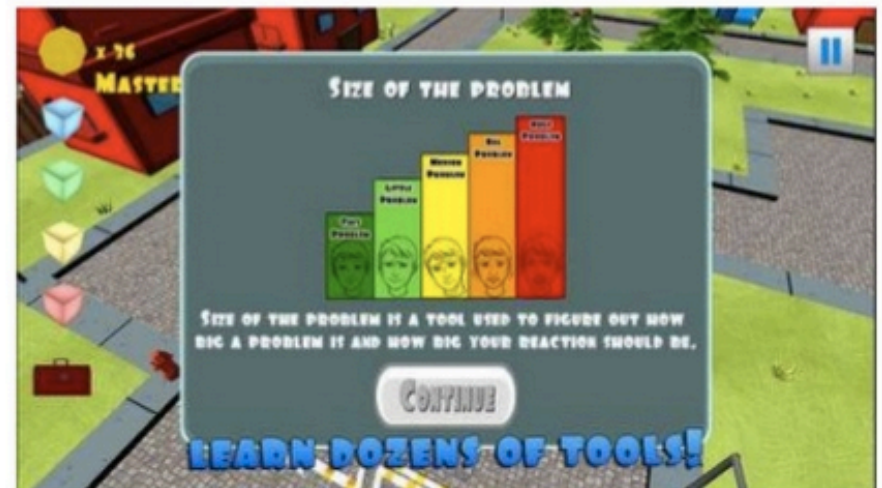 x 36
MASTER
SIZE OF THE PROBLEM
TINY
PROBLEM
LITTLE
PROBLEM
MEDIUM
PROBLEM
BIG
PROBLEM
HUGE
PROBLEM
SIZE OF THE PROBLEM IS A TOOL USED TO FIGURE OUT HOW
BIG A PROBLEM IS AND HOW BIG YOUR REACTION SHOULD BE.
CONTINUE
LEARN DOZENS OF TOOLS!